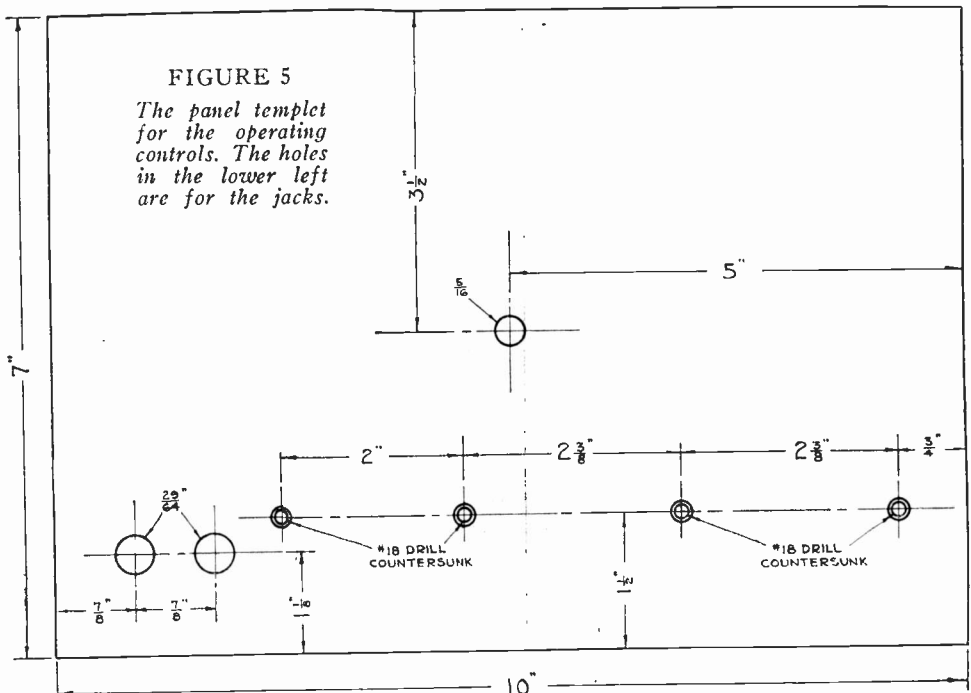 FIGURE 5
The panel templet
for the operating
controls. The holes
in the lower left
are for the jacks.
3 1/2"
5"
5/16
7"
2"
2 3/8"
2 3/8"
3/4"
29/64"
#18 DRILL
COUNTERSUNK
#18 DRILL
COUNTERSUNK
7/8"
7/8"
1 1/8"
1 1/2"
10"